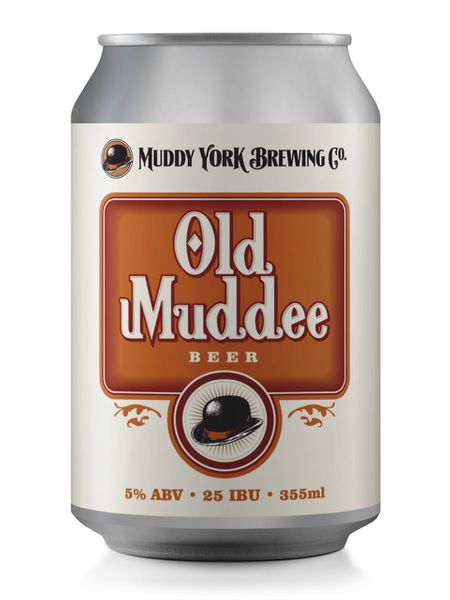 Muddy York Brewing Co.
Old
Muddee
BEER
5% ABV • 25 IBU • 355ml